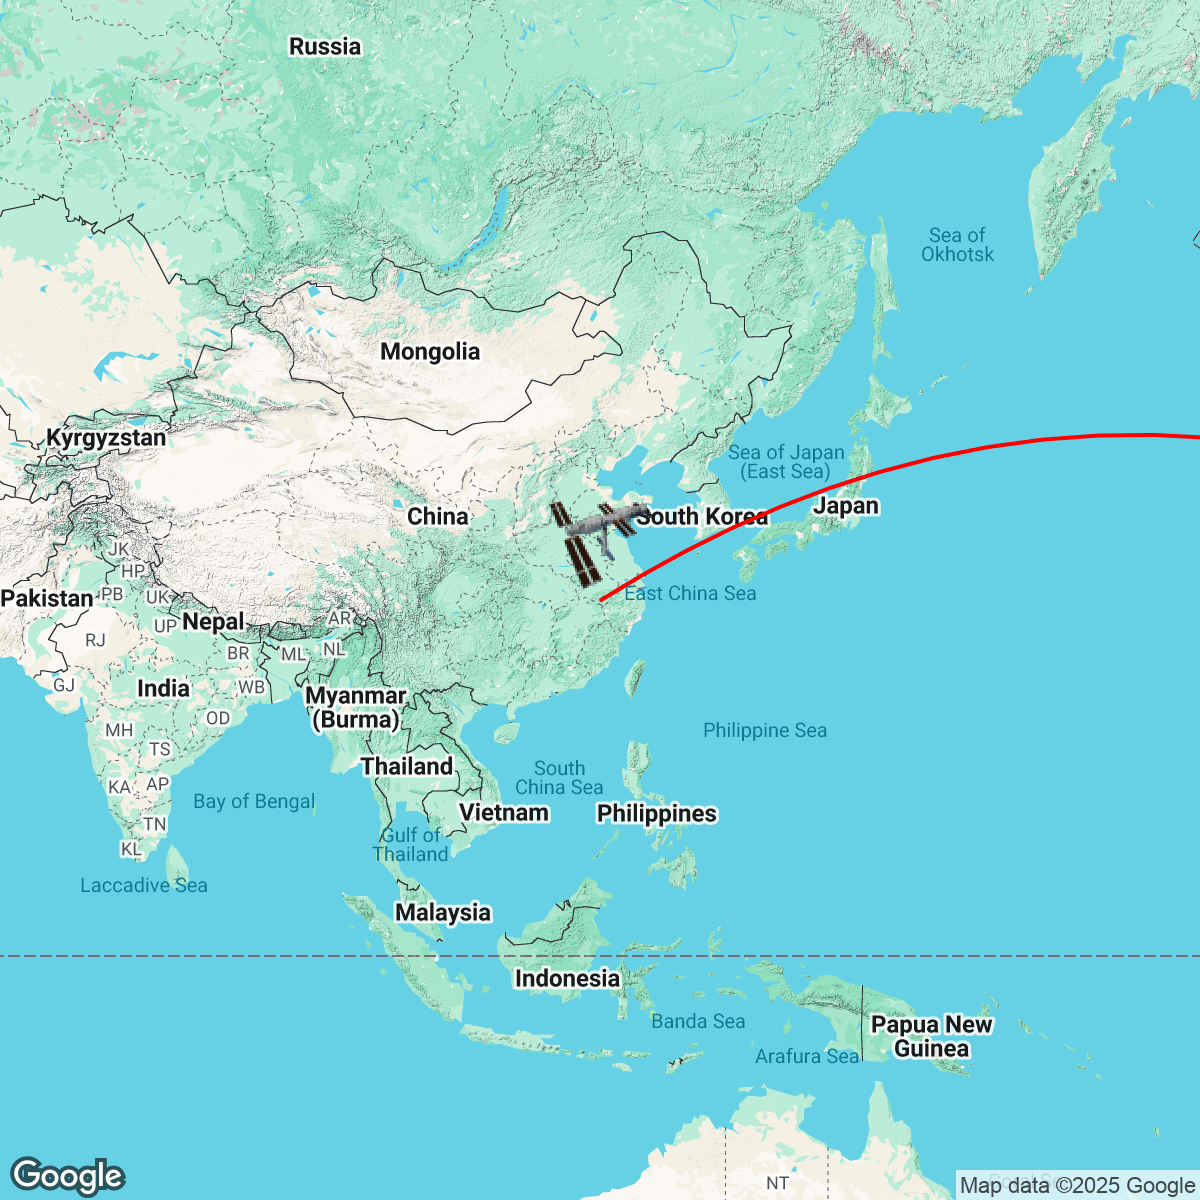 Russia
Sea of
Okhotsk
Mongolia
Kyrgyzstan
Sea of Japan
(East Sea)
China
South Korea
Japan
JK
HP
PB
UK
Pakistan
East China Sea
UP
Nepal
AR
RJ
BR
ML
NL
GJ
India
WB
Myanmar
(Burma)
OD
MH
TS
Philippine Sea
Thailand
South
China Sea
KA
AP
Bay of Bengal
Vietnam
Philippines
TN
KL
Gulf of
Thailand
Laccadive Sea
Malaysia
Indonesia
Banda Sea
Papua New
Guinea
Arafura Sea
NT
Google
Map data ©2025 Google